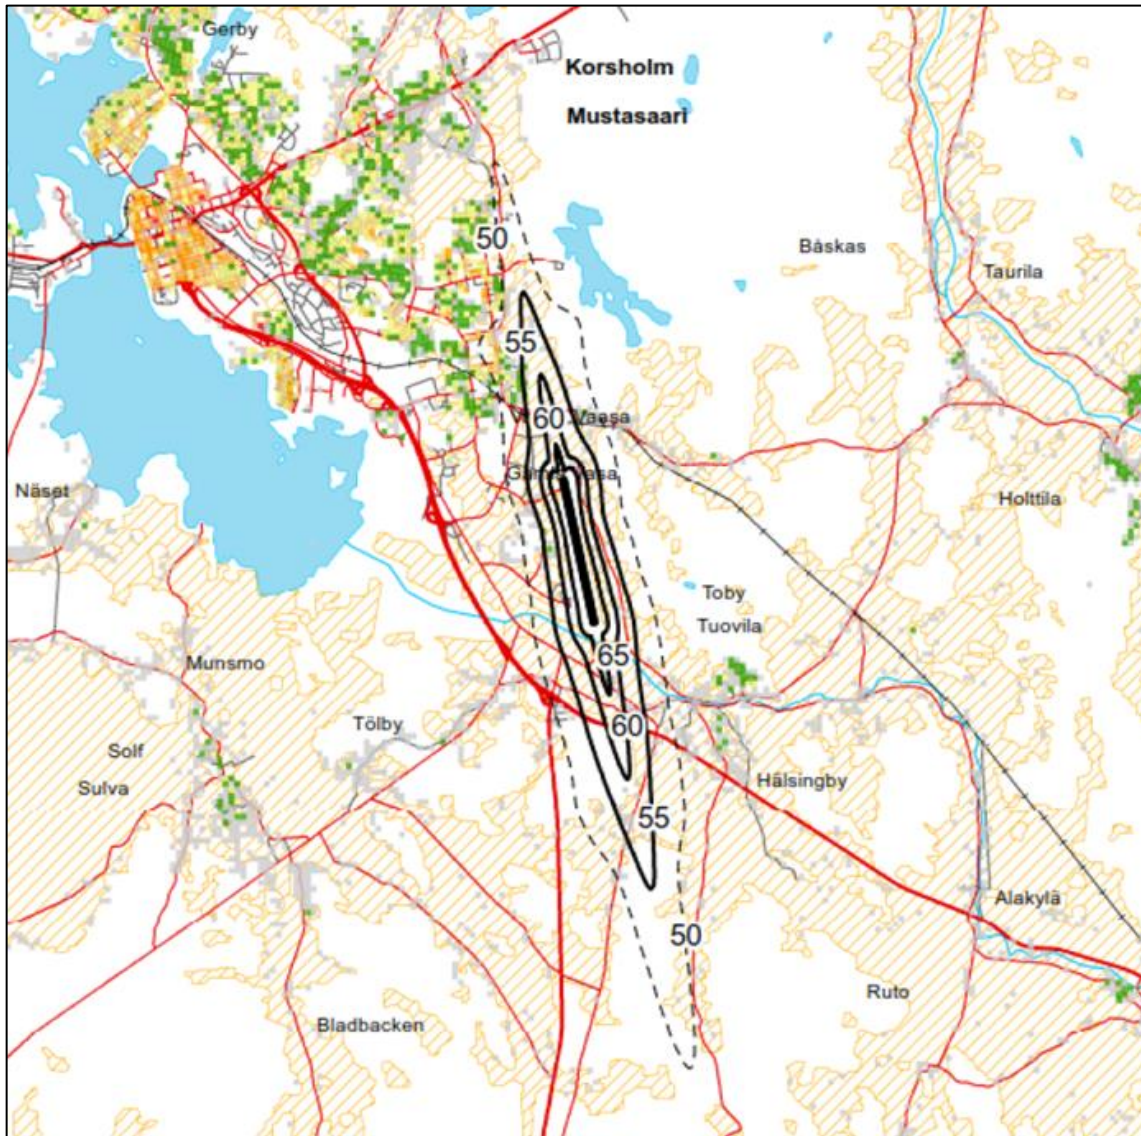 Gerby
Korsholm
Mustasaari
50
Båskas
Taurila
55
60
Vaasa
Näset
Holttila
Toby
Tuovila
65
Munsmo
60
Tölby
Solf
Sulva
Hälsingby
55
Alakylä
50
Ruto
Bladbacken